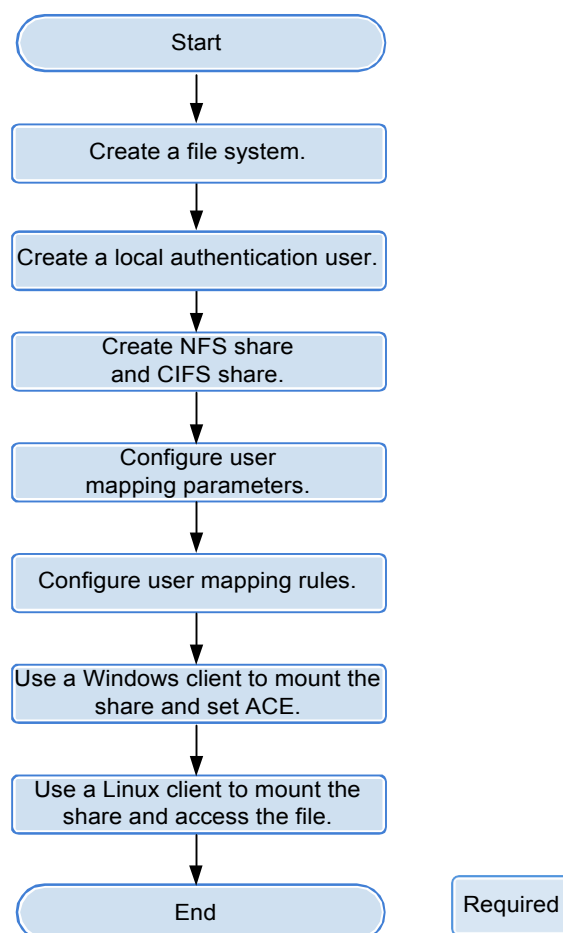 Start
Create a file system.
Create a local authentication user.
Create NFS share
and CIFS share.
Configure user
mapping parameters.
Configure user mapping rules.
Use a Windows client to mount the
share and set ACE.
Use a Linux client to mount the
share and access the file.
End
Required